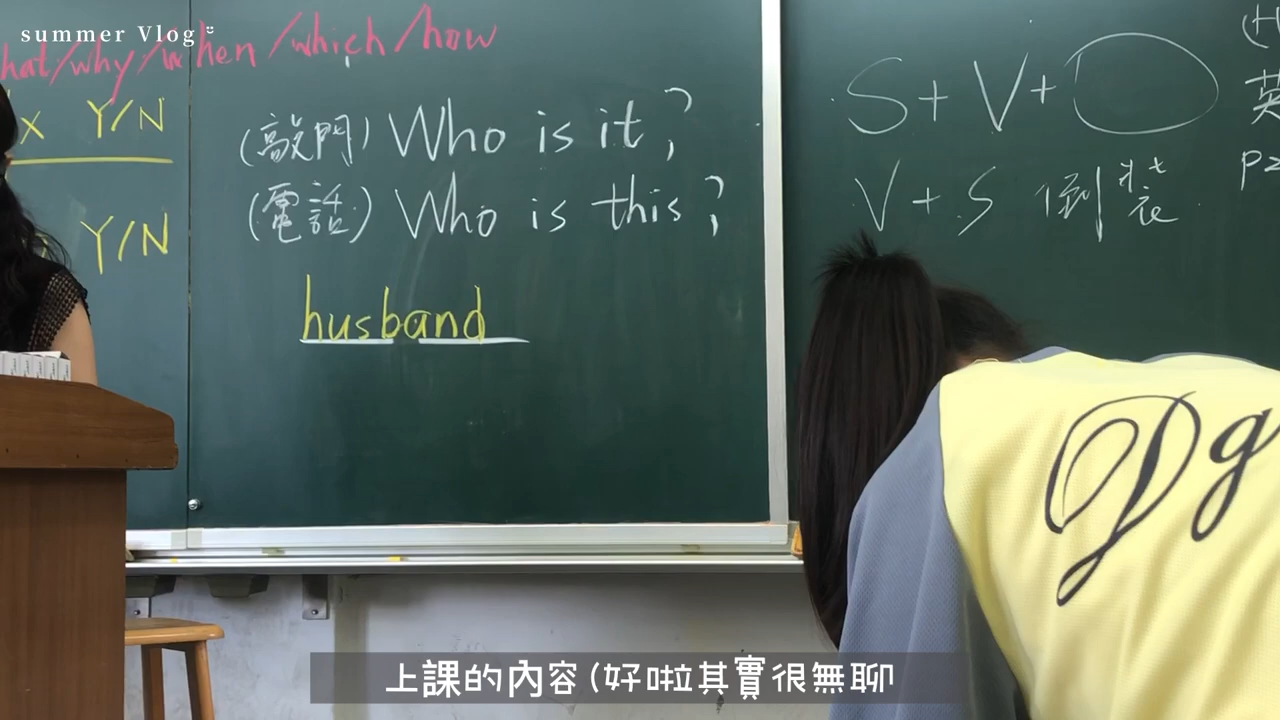 summer Vlog
hat/why/when/which/how
x Y/N
Y/N
(敲門) Who is it?
(電話) Who is this?
husband
S+V+
V+S 倒裝
英
Dg
上課的內容(好啦其實很無聊